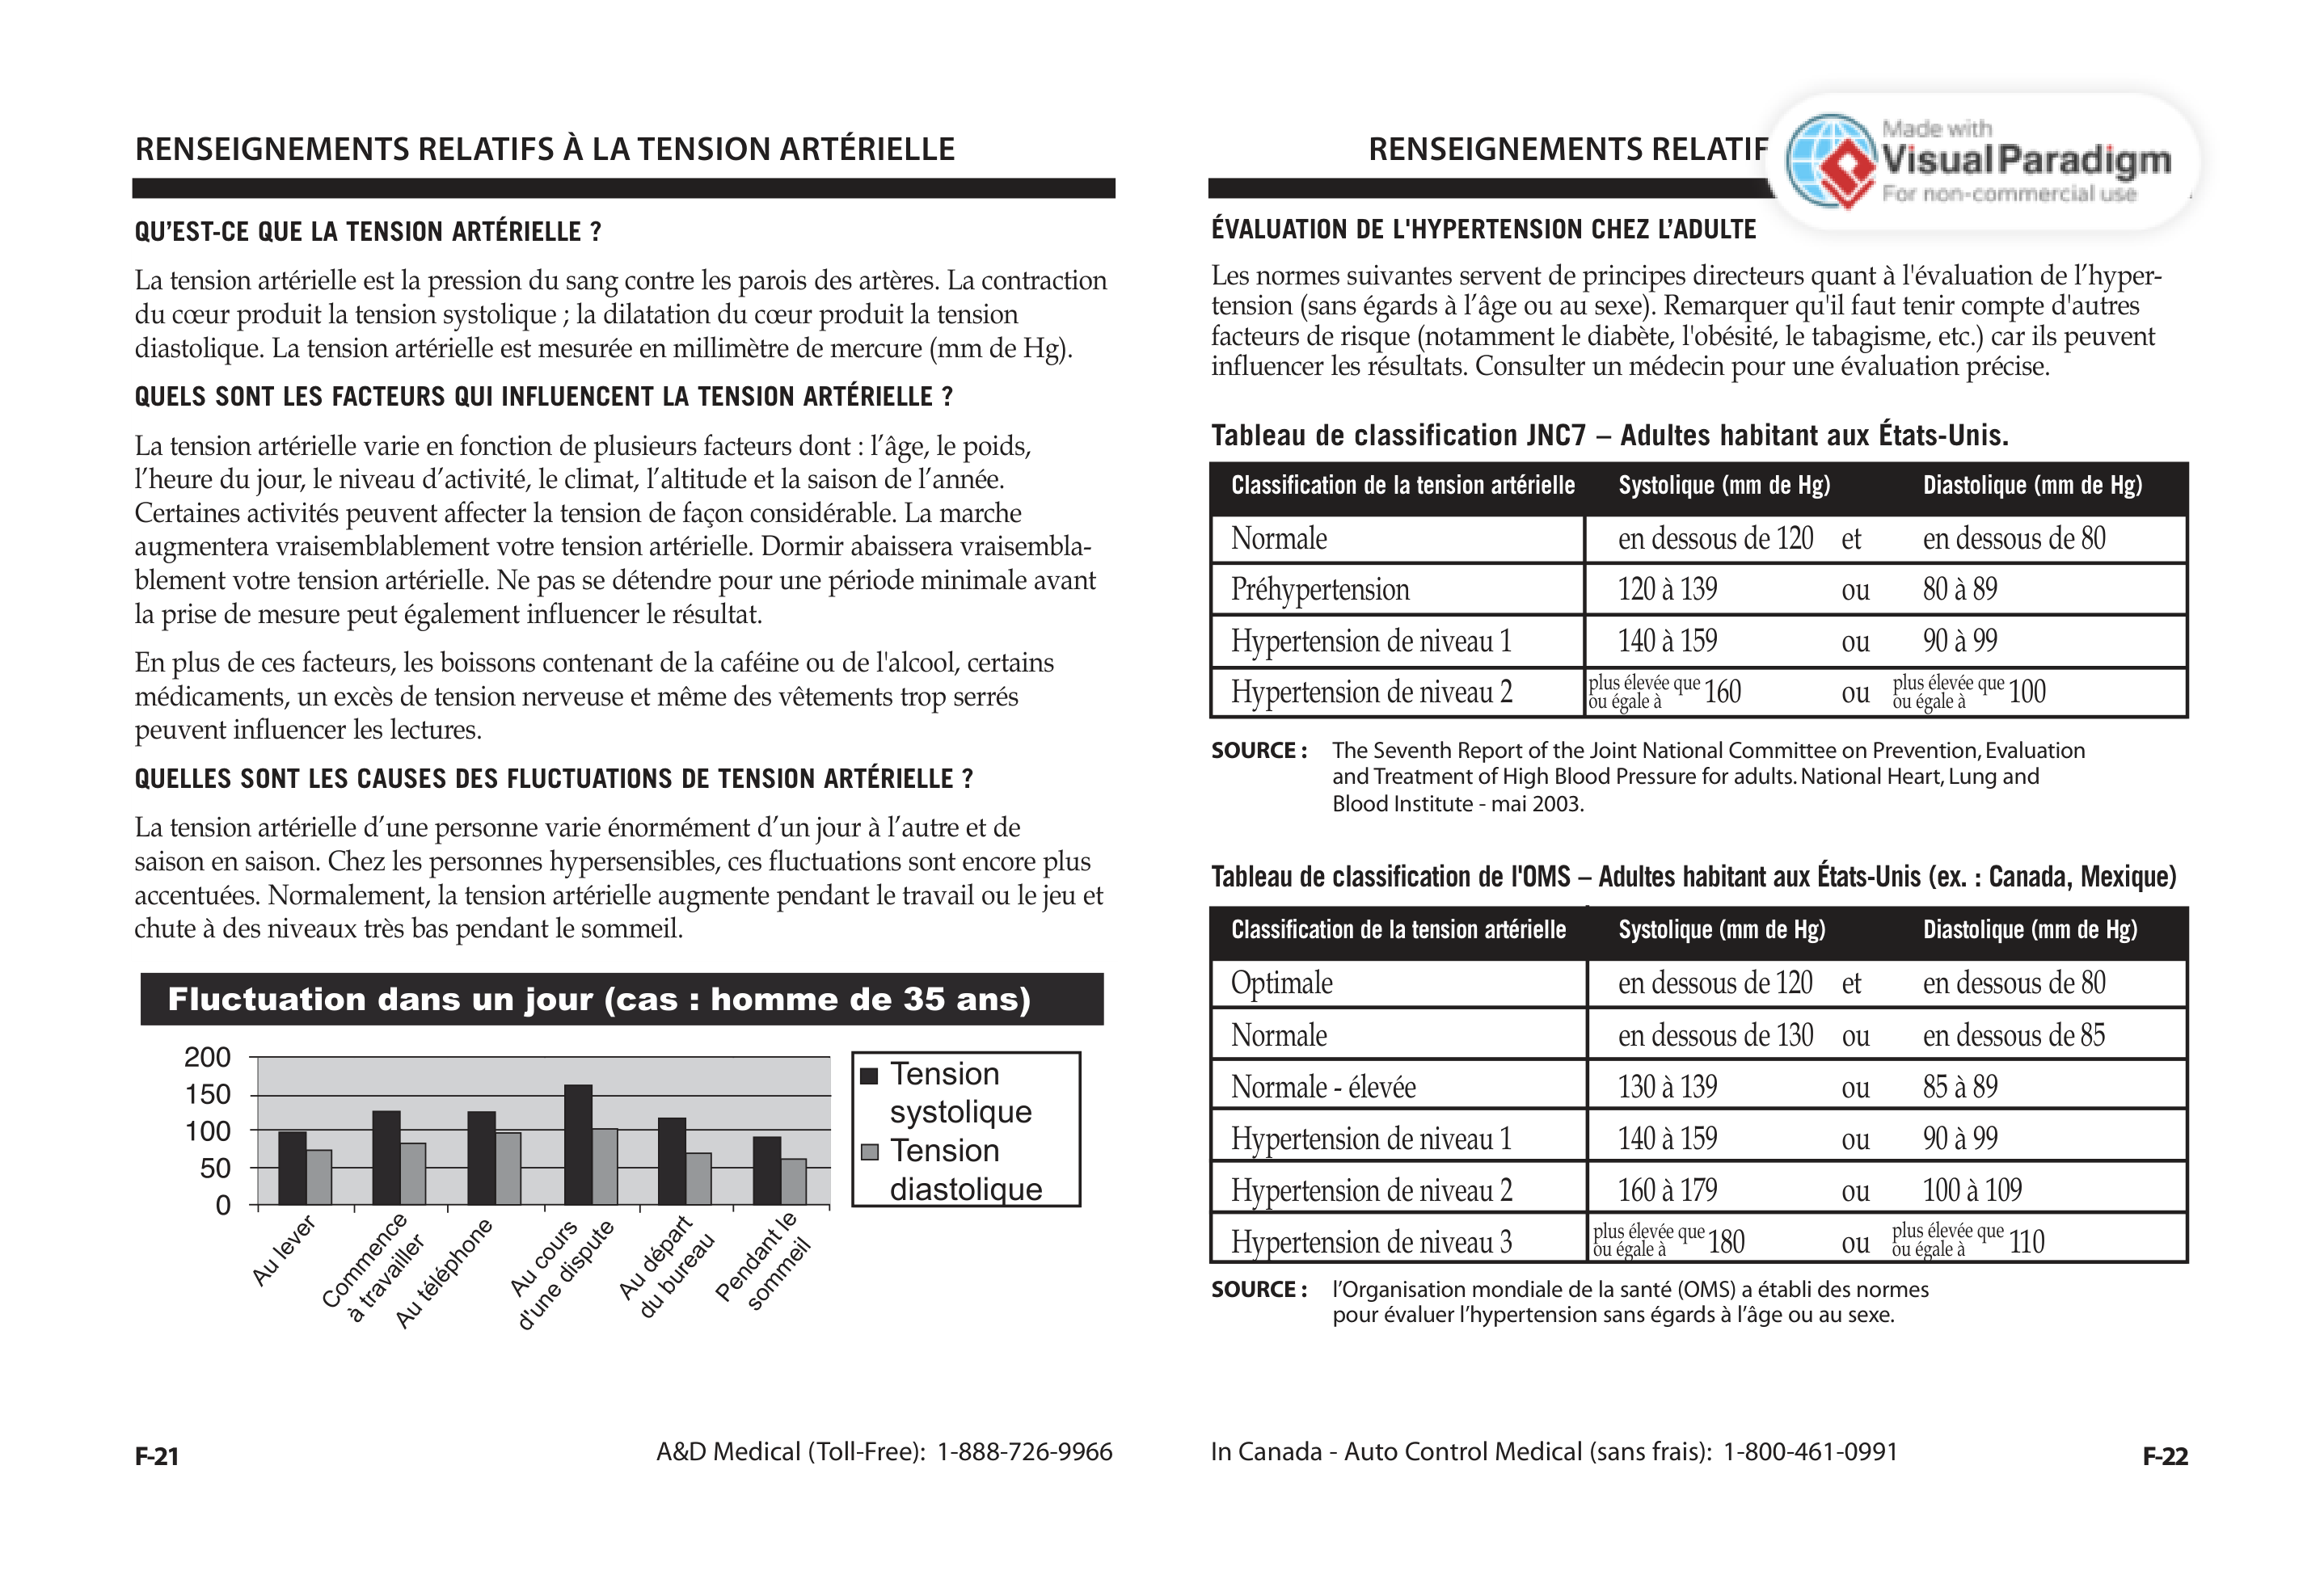 RENSEIGNEMENTS RELATIFS À LA TENSION ARTÉRIELLE
QU’EST-CE QUE LA TENSION ARTÉRIELLE ?
La tension artérielle est la pression du sang contre les parois des artères. La contraction
du cœur produit la tension systolique ; la dilatation du cœur produit la tension
diastolique. La tension artérielle est mesurée en millimètre de mercure (mm de Hg).
QUELS SONT LES FACTEURS QUI INFLUENCENT LA TENSION ARTÉRIELLE ?
La tension artérielle varie en fonction de plusieurs facteurs dont : l’âge, le poids,
l’heure du jour, le niveau d’activité, le climat, l’altitude et la saison de l’année.
Certaines activités peuvent affecter la tension de façon considérable. La marche
augmentera vraisemblablement votre tension artérielle. Dormir abaissera vraisembla-
blement votre tension artérielle. Ne pas se détendre pour une période minimale avant
la prise de mesure peut également influencer le résultat.
En plus de ces facteurs, les boissons contenant de la caféine ou de l'alcool, certains
médicaments, un excès de tension nerveuse et même des vêtements trop serrés
peuvent influencer les lectures.
QUELLES SONT LES CAUSES DES FLUCTUATIONS DE TENSION ARTÉRIELLE ?
La tension artérielle d’une personne varie énormément d’un jour à l’autre et de
saison en saison. Chez les personnes hypersensibles, ces fluctuations sont encore plus
accentuées. Normalement, la tension artérielle augmente pendant le travail ou le jeu et
chute à des niveaux très bas pendant le sommeil.
Fluctuation dans un jour (cas : homme de 35 ans)
200
150
100
50
0
Au lever
Commence
à travailler
Au téléphone
Au cours
d'une dispute
Au départ
du bureau
Pendant le
sommeil
Tension
systolique
Tension
diastolique
F-21 A&D Medical (Toll-Free): 1-888-726-9966
RENSEIGNEMENTS RELATIF
Made with
Visual Paradigm
For non-commercial use
ÉVALUATION DE L'HYPERTENSION CHEZ L’ADULTE
Les normes suivantes servent de principes directeurs quant à l'évaluation de l’hyper-
tension (sans égards à l’âge ou au sexe). Remarquer qu'il faut tenir compte d'autres
facteurs de risque (notamment le diabète, l'obésité, le tabagisme, etc.) car ils peuvent
influencer les résultats. Consulter un médecin pour une évaluation précise.
Tableau de classification JNC7 – Adultes habitant aux États-Unis.
Classification de la tension artérielle Systolique (mm de Hg) Diastolique (mm de Hg)
Normale en dessous de 120 et en dessous de 80
Préhypertension 120 à 139 ou 80 à 89
Hypertension de niveau 1 140 à 159 ou 90 à 99
Hypertension de niveau 2 plus élevée que ou égale à 160 ou plus élevée que ou égale à 100
SOURCE : The Seventh Report of the Joint National Committee on Prevention, Evaluation
and Treatment of High Blood Pressure for adults. National Heart, Lung and
Blood Institute - mai 2003.
Tableau de classification de l'OMS – Adultes habitant aux États-Unis (ex. : Canada, Mexique)
Classification de la tension artérielle Systolique (mm de Hg) Diastolique (mm de Hg)
Optimale en dessous de 120 et en dessous de 80
Normale en dessous de 130 ou en dessous de 85
Normale - élevée 130 à 139 ou 85 à 89
Hypertension de niveau 1 140 à 159 ou 90 à 99
Hypertension de niveau 2 160 à 179 ou 100 à 109
Hypertension de niveau 3 plus élevée que ou égale à 180 ou plus élevée que ou égale à 110
SOURCE : l’Organisation mondiale de la santé (OMS) a établi des normes
pour évaluer l’hypertension sans égards à l’âge ou au sexe.
In Canada - Auto Control Medical (sans frais): 1-800-461-0991 F-22